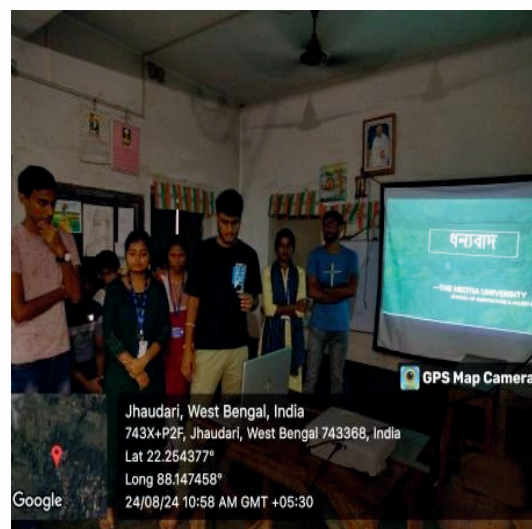 ধন্যবাদ
—THE NEOTIA UNIVERSITY
GPS Map Camera
Jhaudari, West Bengal, India
743X+P2F, Jhaudari, West Bengal 743368, India
Lat 22.254377°
Long 88.147458°
24/08/24 10:58 AM GMT +05:30
Google